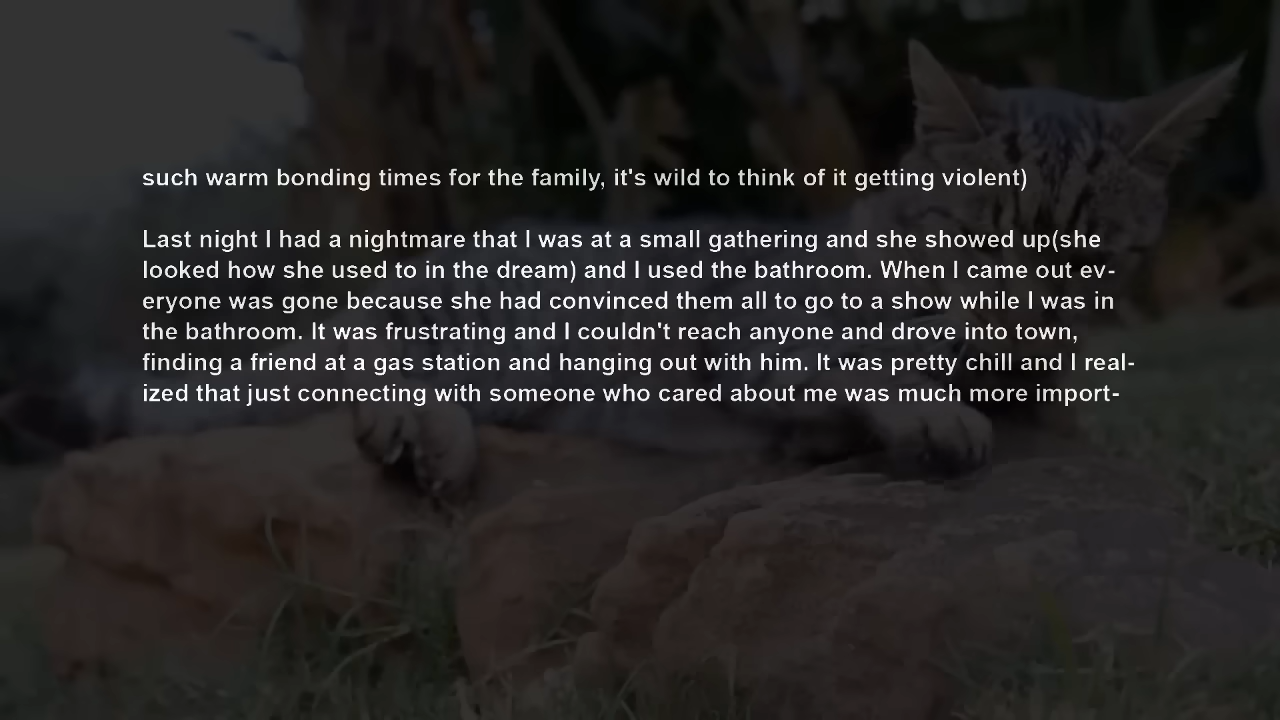 such warm bonding times for the family, it's wild to think of it getting violent)
Last night I had a nightmare that I was at a small gathering and she showed up(she
looked how she used to in the dream) and I used the bathroom. When I came out ev-
eryone was gone because she had convinced them all to go to a show while I was in
the bathroom. It was frustrating and I couldn't reach anyone and drove into town,
finding a friend at a gas station and hanging out with him. It was pretty chill and I real-
ized that just connecting with someone who cared about me was much more import-